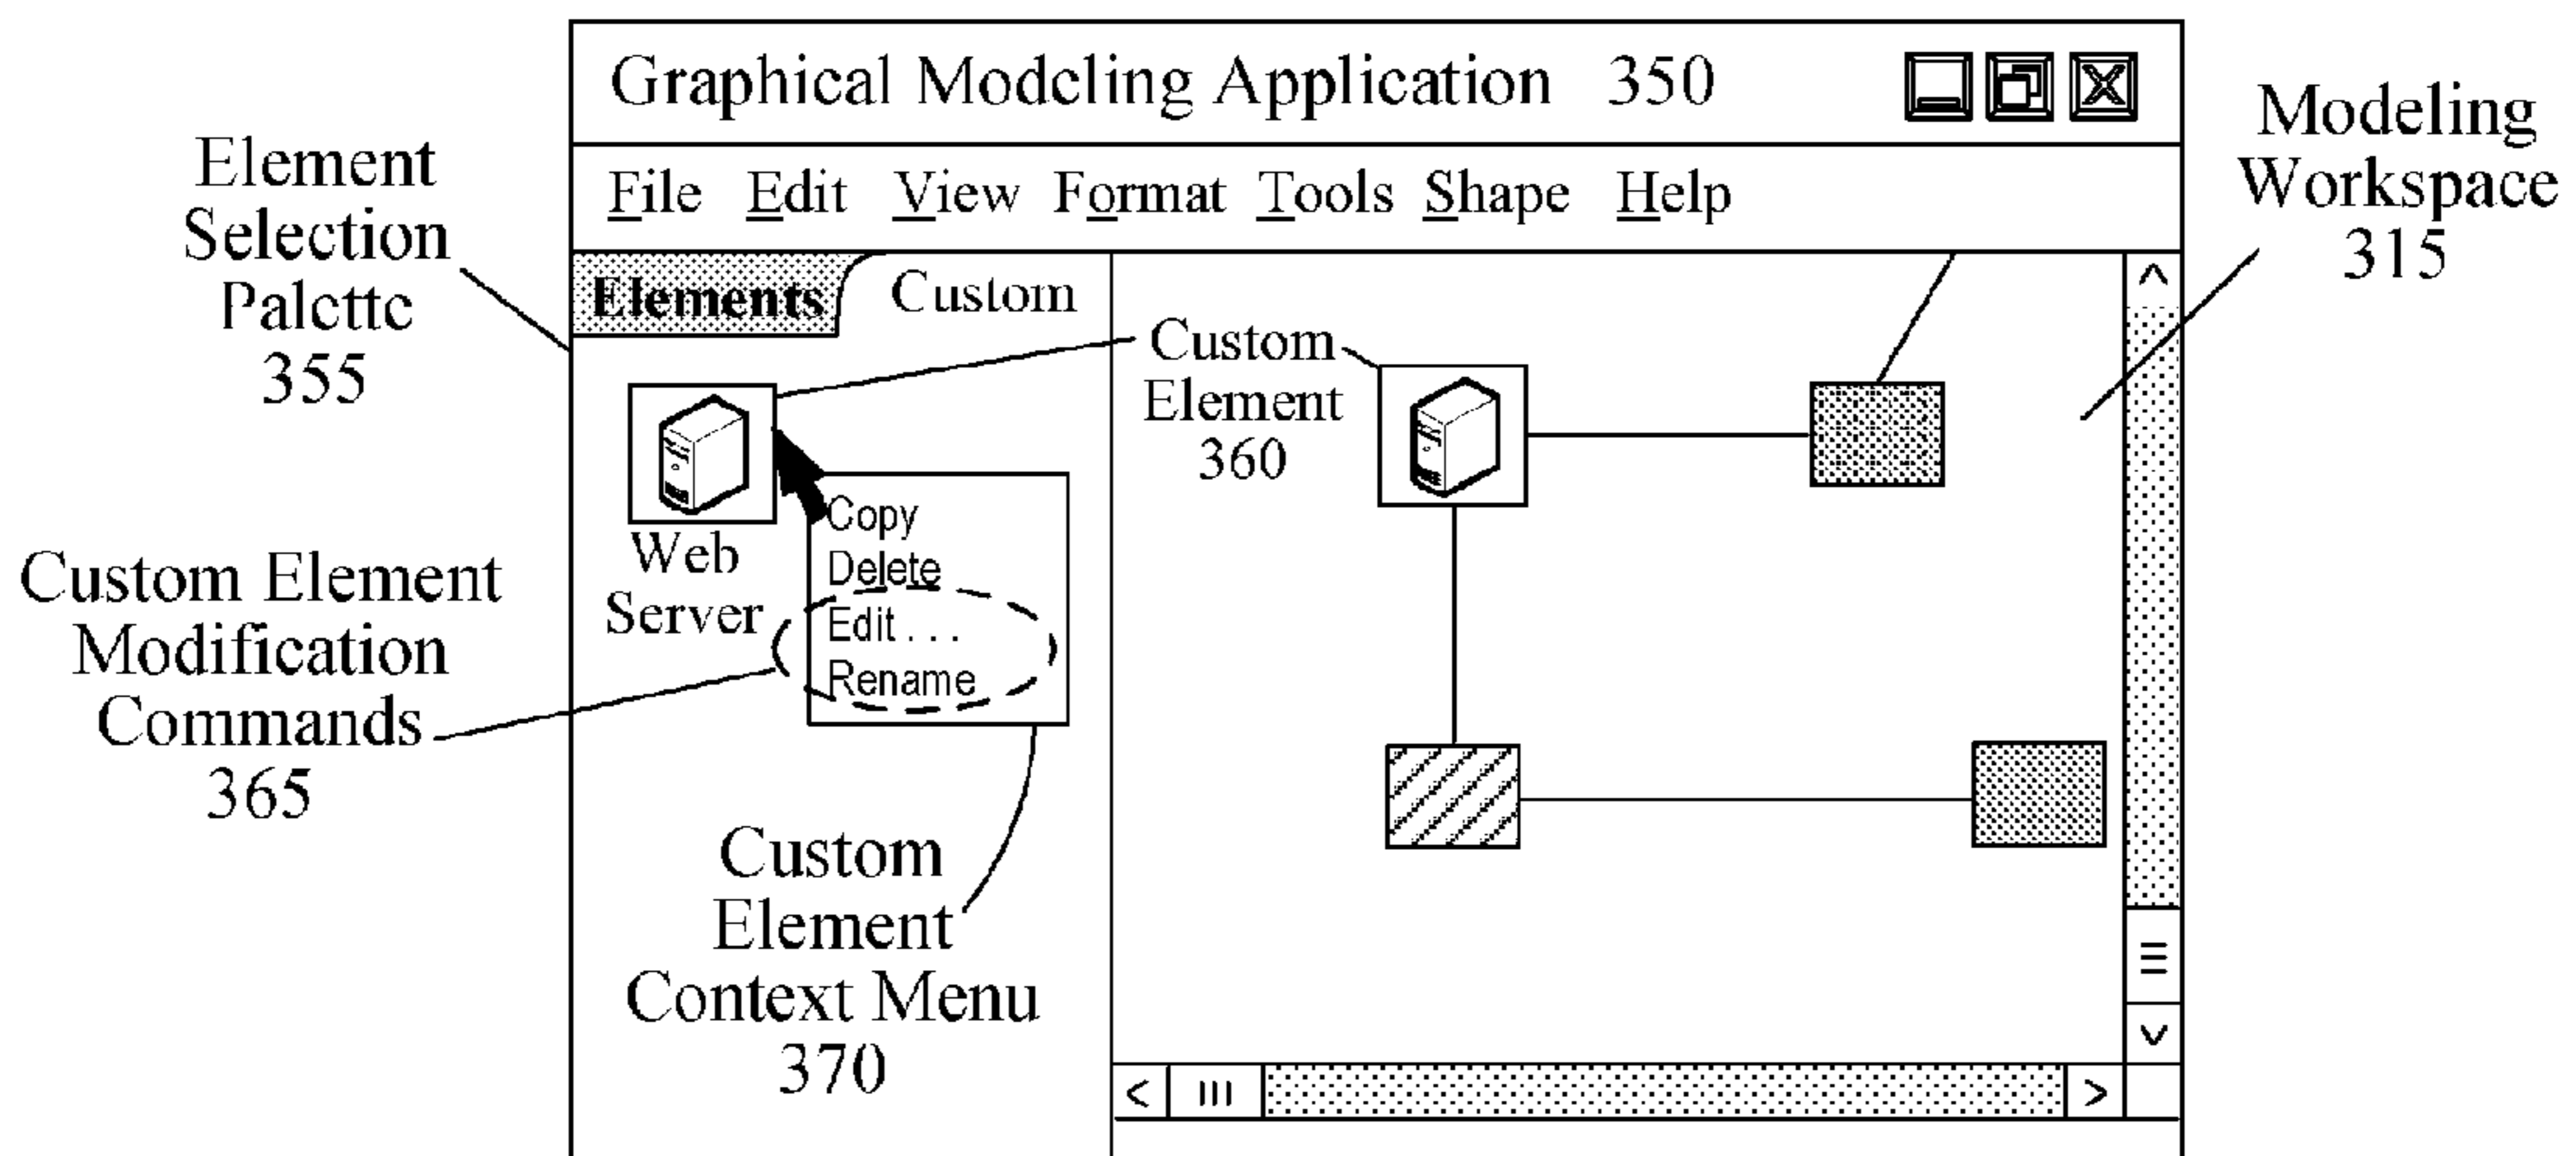 Graphical Modeling Application 350
File Edit View Format Tools Shape Help
Element
Selection
Palette
355
Modeling
Workspace
315
Elements
Custom
Custom
Element
360
Web
Server
Copy
Delete
Edit . . .
Rename
Custom Element
Modification
Commands
365
Custom
Element
Context Menu
370